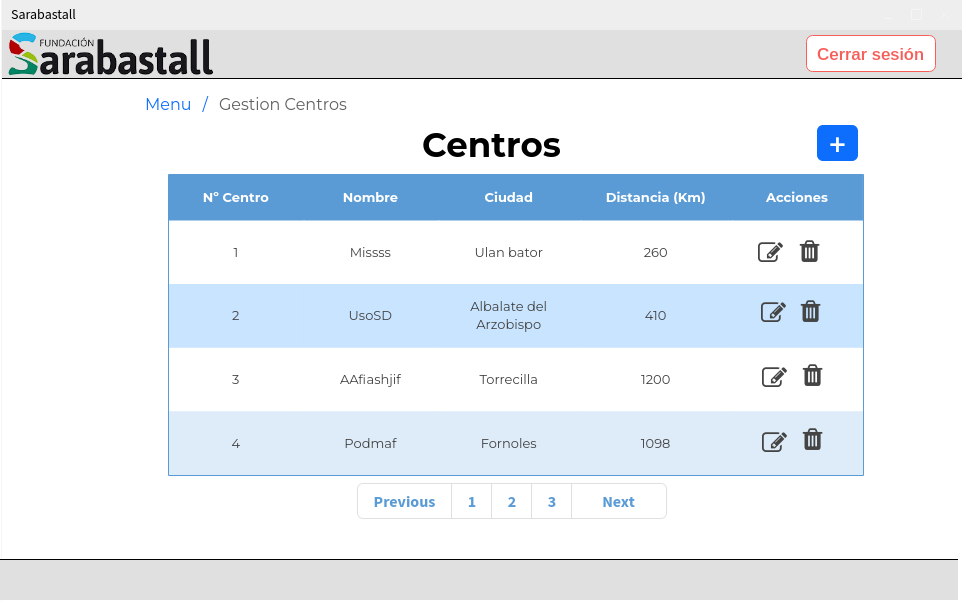 Sarabastall
FUNDACIÓN
Sarabastall
Cerrar sesión
Menu / Gestion Centros
Centros
+
Nº Centro Nombre Ciudad Distancia (Km) Acciones
1 Missss Ulan bator 260
2 UsoSD Albalate del
Arzobispo 410
3 AAfiashjif Torrecilla 1200
4 Podmaf Fornoles 1098
Previous 1 2 3 Next